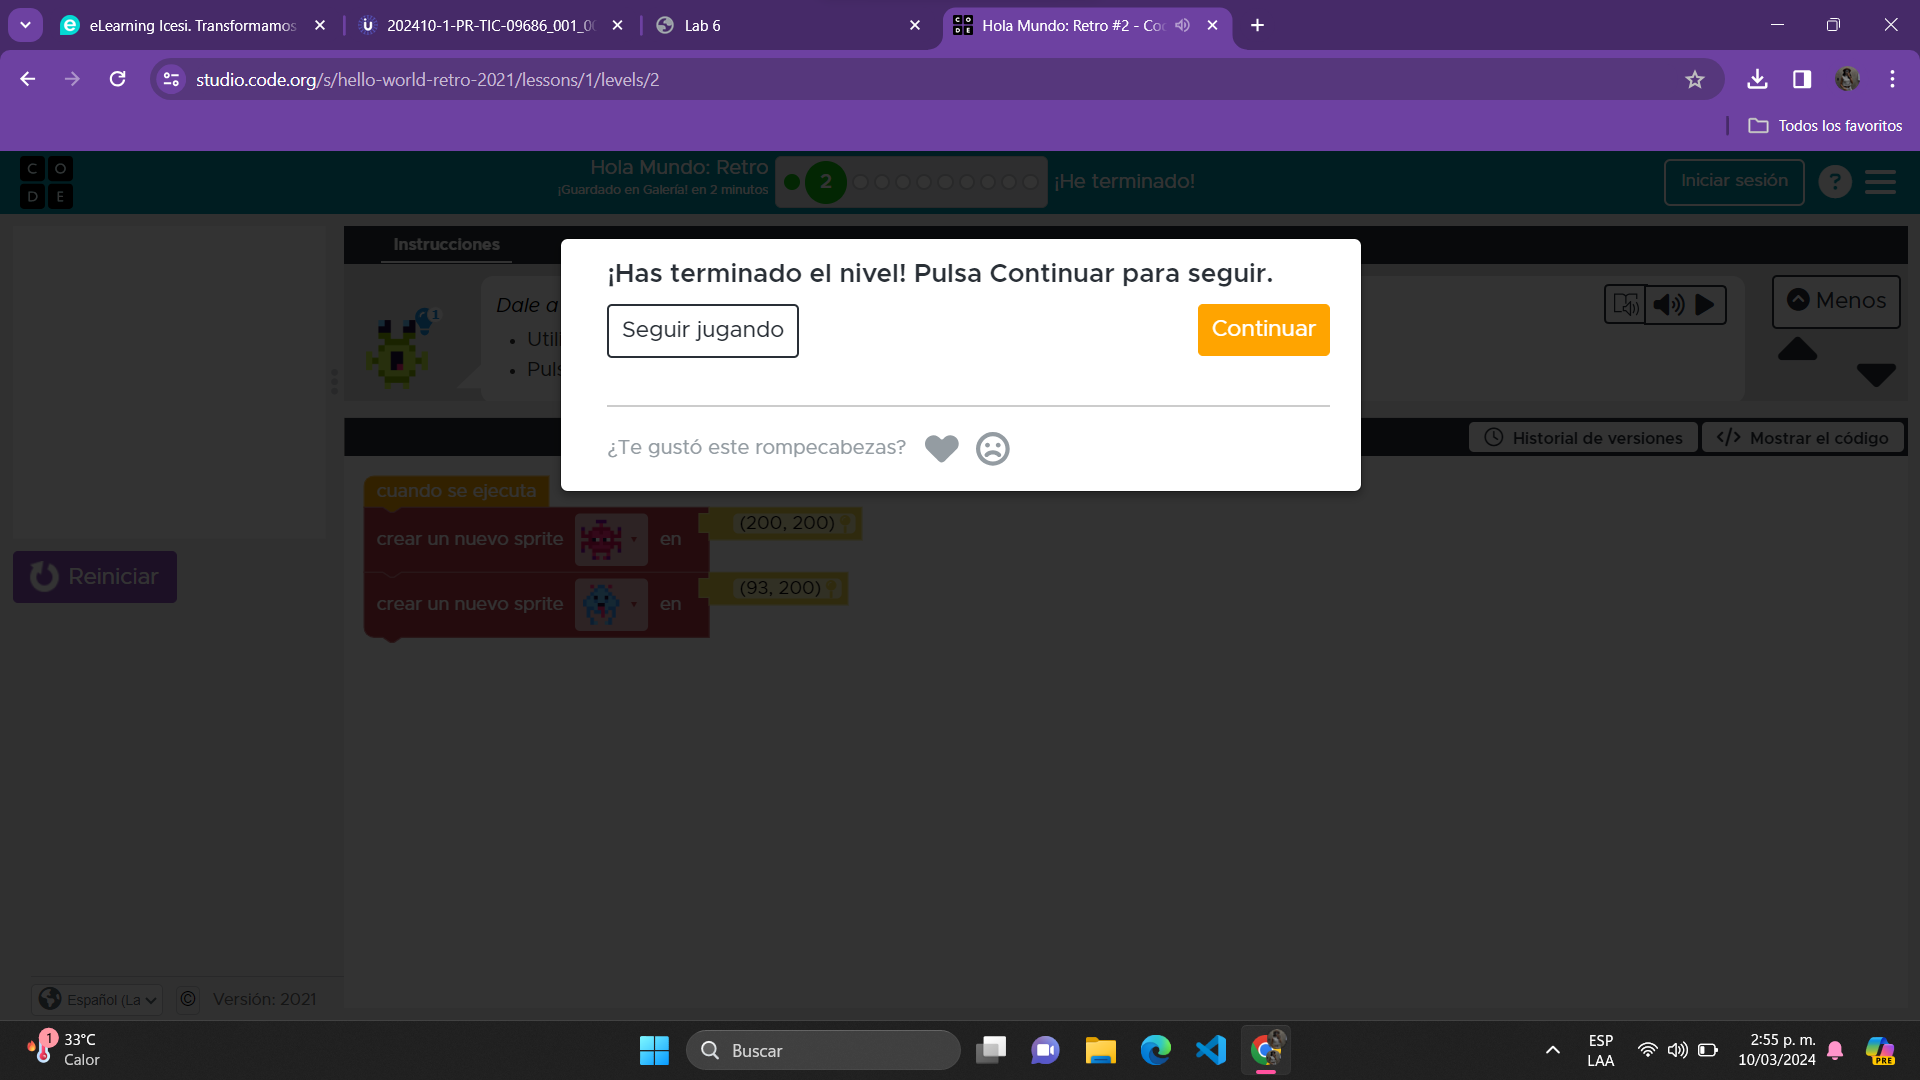 eLearning Icesi. Transformamos
202410-1-PR-TIC-09686_001_0
Lab 6
Hola Mundo: Retro #2 - Co
studio.code.org/s/hello-world-retro-2021/lessons/1/levels/2
Todos los favoritos
C O
D E
Hola Mundo: Retro
¡Guardado en Galería! en 2 minutos
2
¡He terminado!
Iniciar sesión
?
Instrucciones
¡Has terminado el nivel! Pulsa Continuar para seguir.
Seguir jugando
Continuar
¿Te gustó este rompecabezas?
1
Dale a
• Util
• Puls
Menos
Historial de versiones
</> Mostrar el código
cuando se ejecuta
crear un nuevo sprite en (200, 200)
crear un nuevo sprite en (93, 200)
Reiniciar
Español (La
© Versión: 2021
1
33°C
Calor
Buscar
ESP
LAA
2:55 p. m.
10/03/2024
PRE